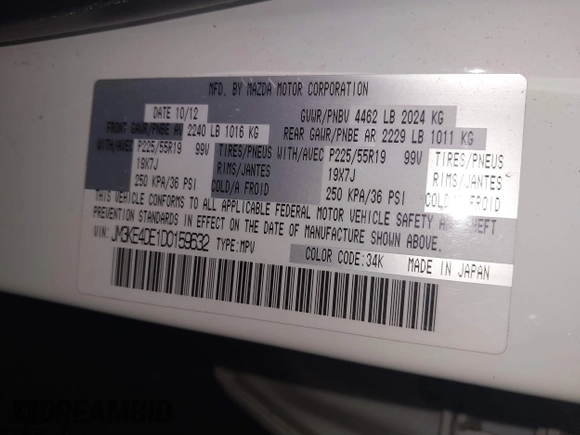 MFD. BY MAZDA MOTOR CORPORATION
DATE 10/12 GVWR/PNBV 4462 LB 2024 KG
FRONT GAWR/PNBE AV 2240 LB 1016 KG REAR GAWR/PNBE AR 2229 LB 1011 KG
WITH/AVEC P225/55R19 99V TIRES/PNEUS WITH/AVEC P225/55R19 99V TIRES/PNEUS
19X7J RIMS/JANTES 19X7J RIMS/JANTES
250 KPA/36 PSI COLD/A FROID 250 KPA/36 PSI COLD/A FROID
THIS VEHICLE CONFORMS TO ALL APPLICABLE FEDERAL MOTOR VEHICLE SAFETY AND THEFT
PREVENTION STANDARDS IN EFFECT ON THE DATE OF MANUFACTURE SHOWN ABOVE.
VIN: JM3KE4DE1D0159632 TYPE: MPV
COLOR CODE: 34K MADE IN JAPAN
DREAMBID